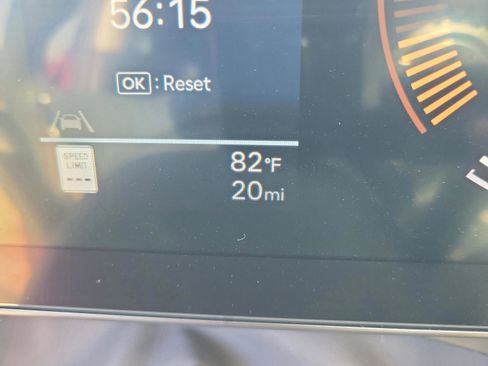 56:15
OK : Reset
SPEED
LIMIT
---
82°F
20mi